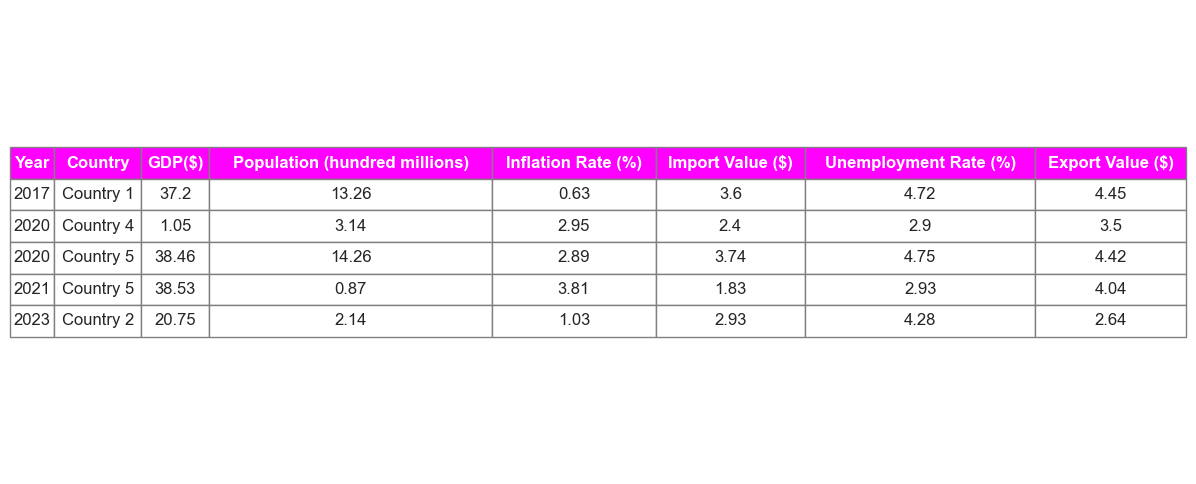 Year Country GDP($) Population (hundred millions) Inflation Rate (%) Import Value ($) Unemployment Rate (%) Export Value ($)
2017 Country 1 37.2 13.26 0.63 3.6 4.72 4.45
2020 Country 4 1.05 3.14 2.95 2.4 2.9 3.5
2020 Country 5 38.46 14.26 2.89 3.74 4.75 4.42
2021 Country 5 38.53 0.87 3.81 1.83 2.93 4.04
2023 Country 2 20.75 2.14 1.03 2.93 4.28 2.64